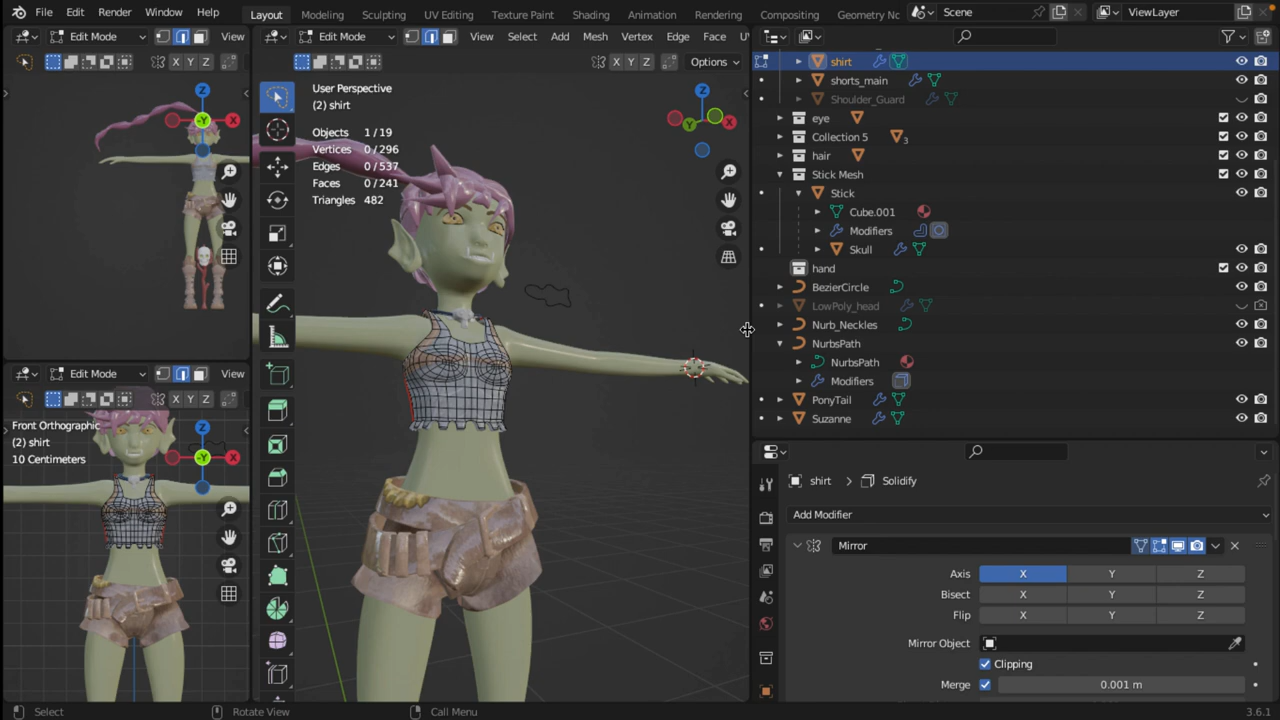 File Edit Render Window Help Layout Modeling Sculpting UV Editing Texture Paint Shading Animation Rendering Compositing Geometry Nc Scene ViewLayer
Edit Mode View
X Y Z
Edit Mode View Select Add Mesh Vertex Edge Face U
X Y Z Options
User Perspective
(2) shirt
Objects 1/19
Vertices 0/296
Edges 0/537
Faces 0/241
Triangles 482
Z
-Y X
Z
Y X
Edit Mode View
X Y Z
Front Orthographic
(2) shirt
10 Centimeters
Z
Y X
shirt
shorts_main
Shoulder_Guard
eye
Collection 5 3
hair
Stick Mesh
Stick
Cube.001
Modifiers
Skull
hand
BezierCircle
LowPoly_head
Nurb_Neckles
NurbsPath
NurbsPath
Modifiers
PonyTail
Suzanne
shirt > Solidify
Add Modifier
Mirror
Axis X Y Z
Bisect X Y Z
Flip X Y Z
Mirror Object
Clipping
Merge 0.001 m
Select Rotate View Call Menu 3.6.1